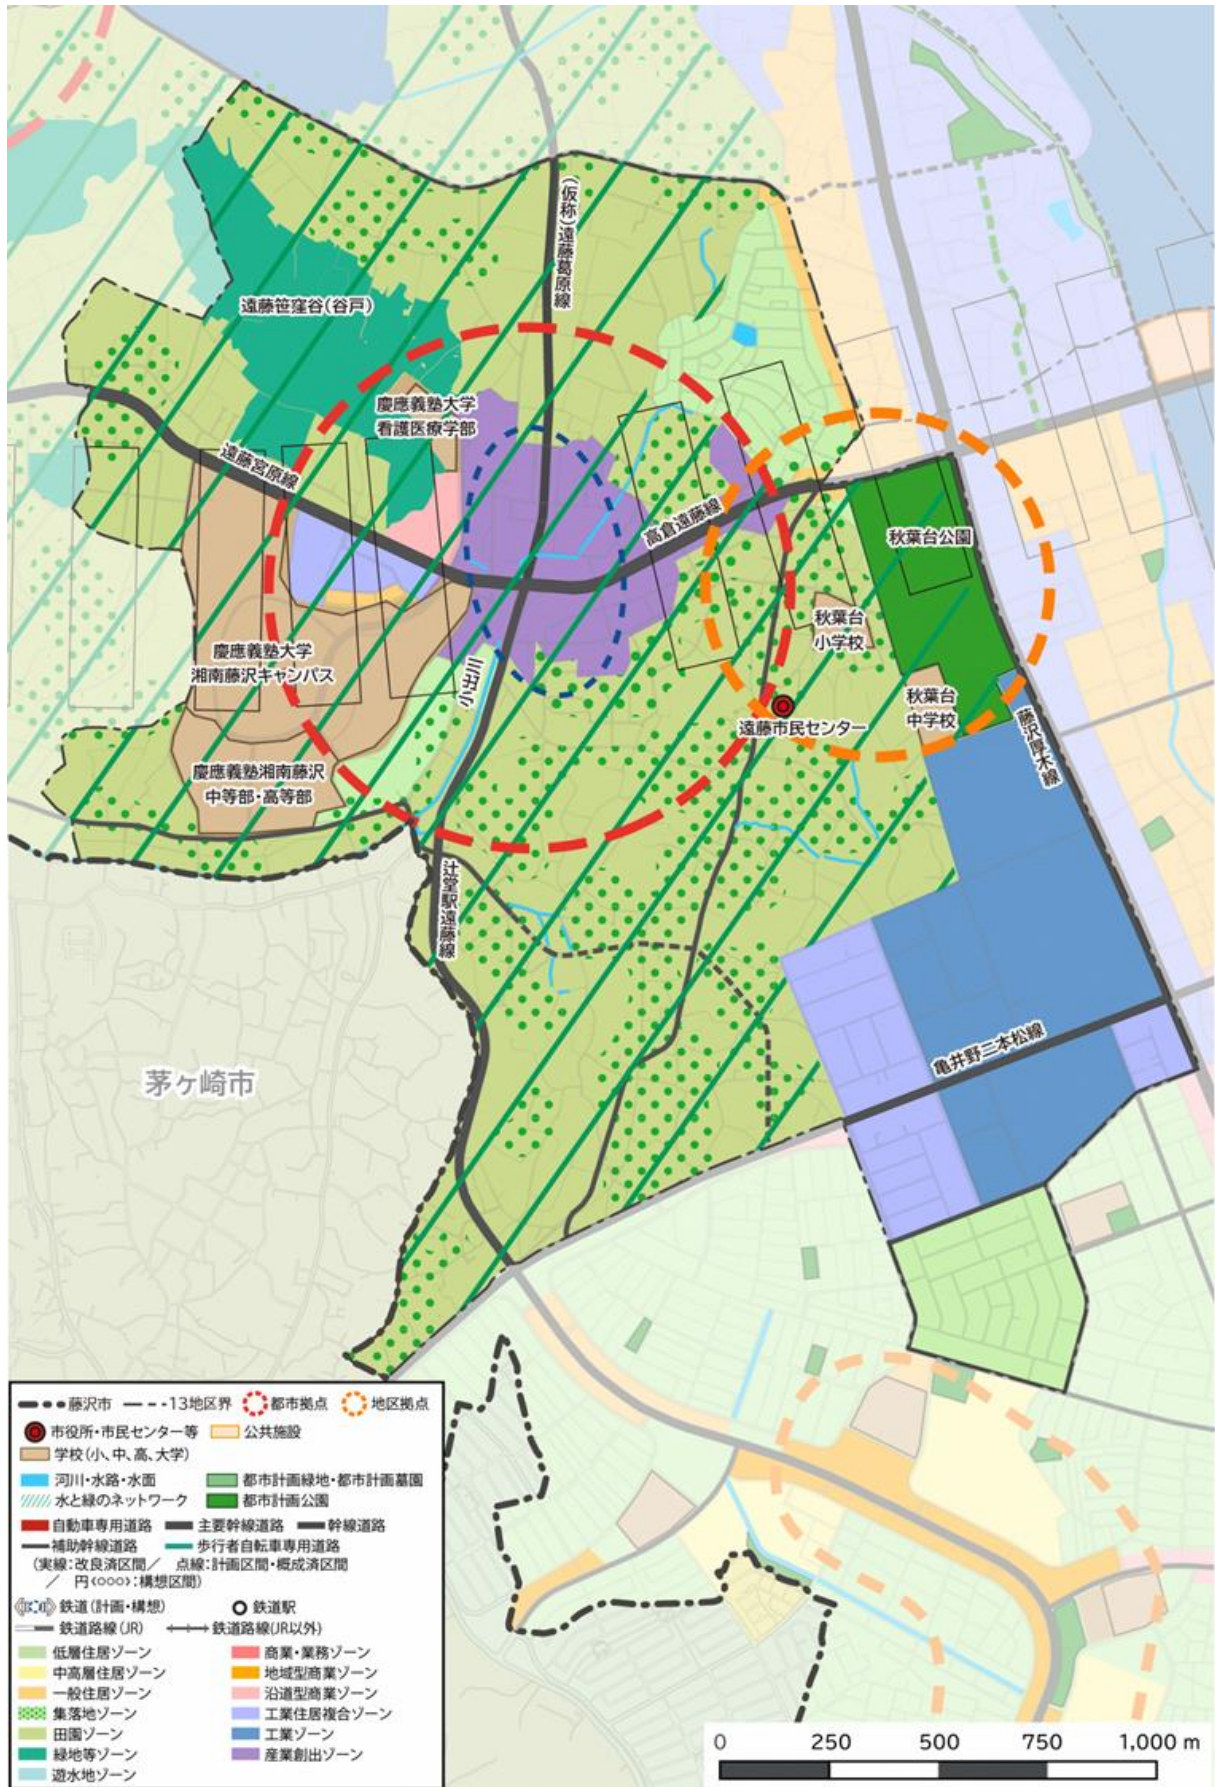 (仮称)遠藤葛原線
遠藤笹窪谷(谷戸)
慶應義塾大学
看護医療学部
遠藤宮原線
高倉遠藤線
秋葉台公園
秋葉台
小学校
慶應義塾大学
湘南藤沢キャンパス
小出川
秋葉台
中学校
遠藤市民センター
藤沢厚木線
慶應義塾湘南藤沢
中等部・高等部
辻堂駅遠藤線
亀井野二本松線
茅ヶ崎市
藤沢市 13地区界 都市拠点 地区拠点
市役所・市民センター等 公共施設
学校(小、中、高、大学)
河川・水路・水面 都市計画緑地・都市計画墓園
水と緑のネットワーク 都市計画公園
自動車専用道路 主要幹線道路 幹線道路
補助幹線道路 歩行者自転車専用道路
(実線:改良済区間/ 点線:計画区間・概成済区間
/ 円(○○○):構想区間)
鉄道(計画・構想) 鉄道駅
鉄道路線(JR) 鉄道路線(JR以外)
低層住居ゾーン 商業・業務ゾーン
中高層住居ゾーン 地域型商業ゾーン
一般住居ゾーン 沿道型商業ゾーン
集落地ゾーン 工業住居複合ゾーン
田園ゾーン 工業ゾーン
緑地等ゾーン 産業創出ゾーン
遊水地ゾーン
0 250 500 750 1,000 m